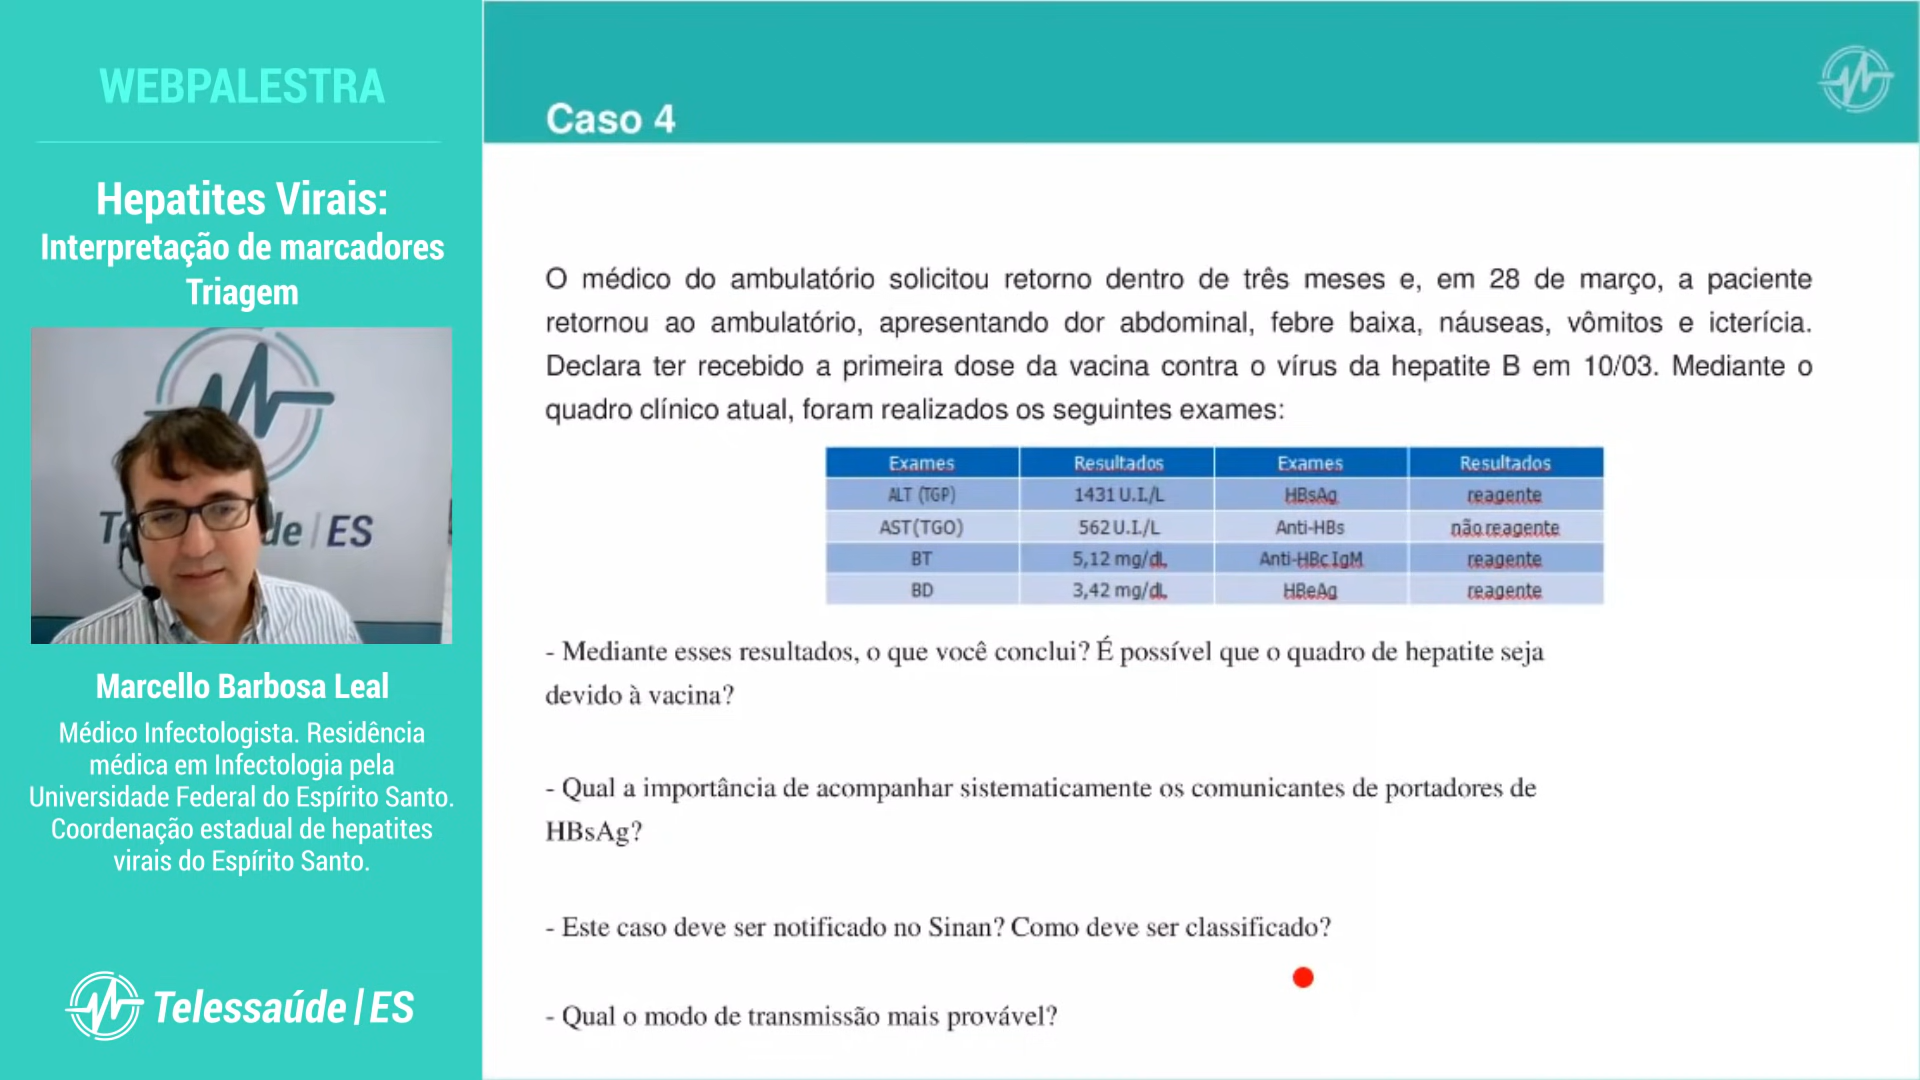 WEBPALESTRA
Hepatites Virais:
Interpretação de marcadores
Triagem
Marcello Barbosa Leal
Médico Infectologista. Residência
médica em Infectologia pela
Universidade Federal do Espírito Santo.
Coordenação estadual de hepatites
virais do Espírito Santo.
Telessaúde|ES
Caso 4
O médico do ambulatório solicitou retorno dentro de três meses e, em 28 de março, a paciente
retornou ao ambulatório, apresentando dor abdominal, febre baixa, náuseas, vômitos e icterícia.
Declara ter recebido a primeira dose da vacina contra o vírus da hepatite B em 10/03. Mediante o
quadro clínico atual, foram realizados os seguintes exames:
Exames Resultados Exames Resultados
ALT (TGP) 1431 U.I./L HBsAg reagente
AST(TGO) 562 U.I./L Anti-HBs não reagente
BT 5,12 mg/dL Anti-HBc IgM reagente
BD 3,42 mg/dL HBeAg reagente
- Mediante esses resultados, o que você conclui? É possível que o quadro de hepatite seja
devido à vacina?
- Qual a importância de acompanhar sistematicamente os comunicantes de portadores de
HBsAg?
- Este caso deve ser notificado no Sinan? Como deve ser classificado?
- Qual o modo de transmissão mais provável?